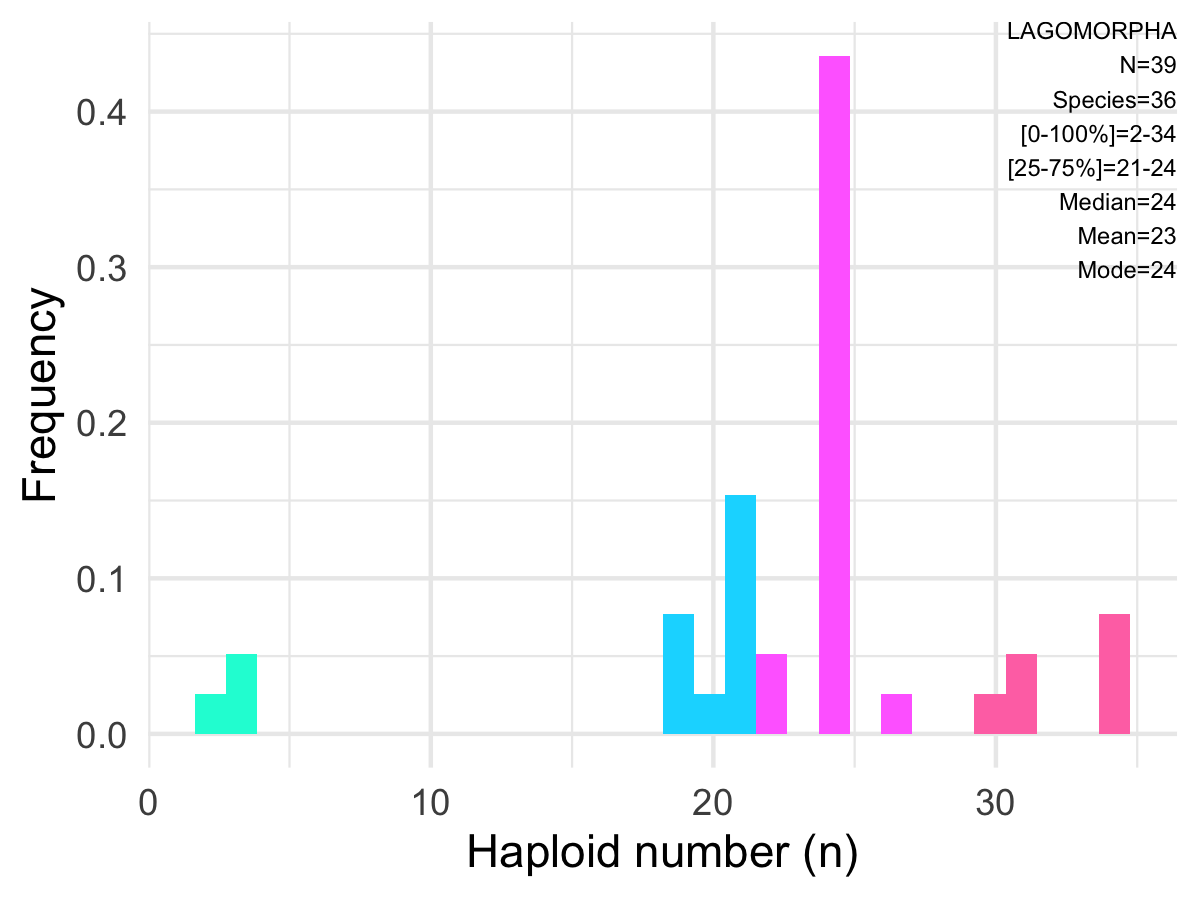 LAGOMORPHA
N=39
Species=36
[0-100%]=2-34
[25-75%]=21-24
Median=24
Mean=23
Mode=24
0.4
0.3
0.2
0.1
0.0
Frequency
0 10 20 30
Haploid number (n)